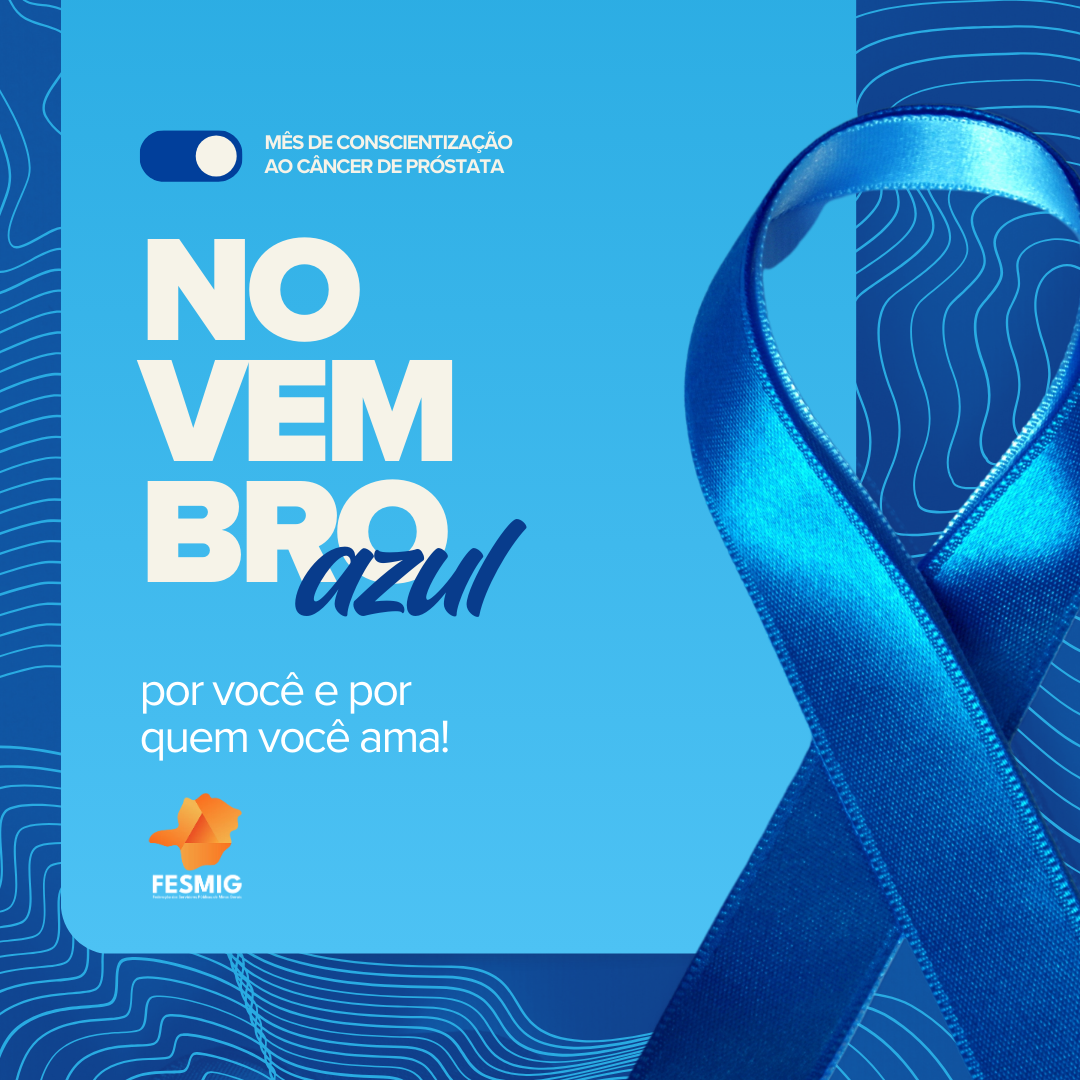 MÊS DE CONSCIENTIZAÇÃO
AO CÂNCER DE PRÓSTATA
NO
VEM
BRO
azul
por você e por
quem você ama!
FESMIG